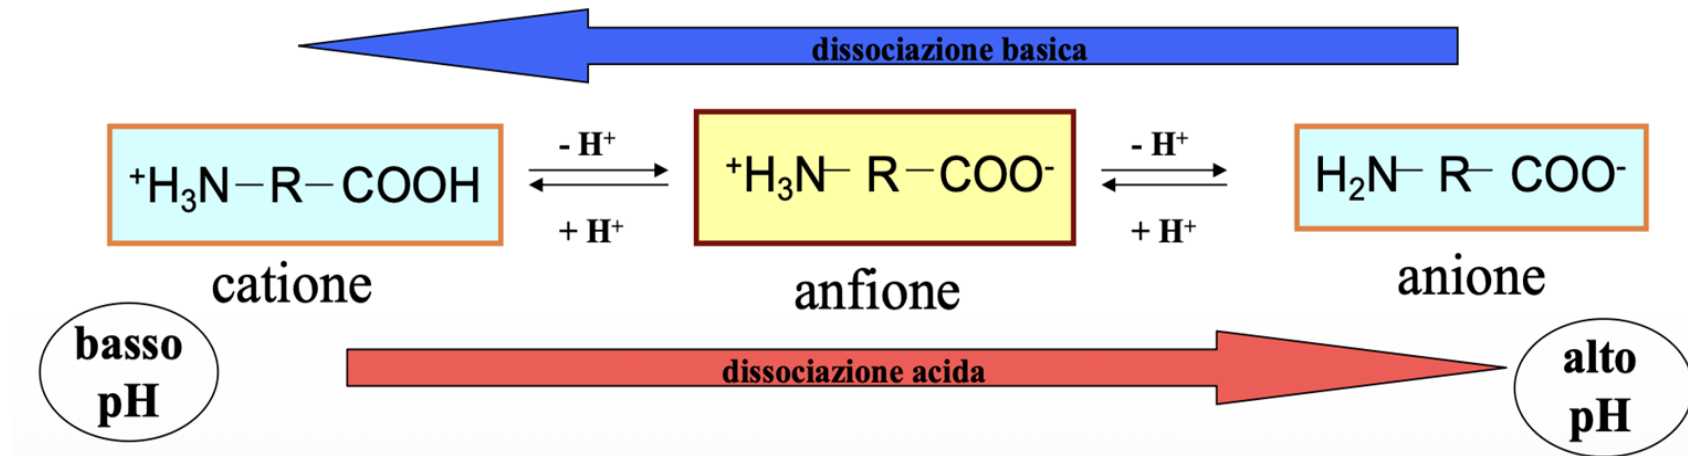 dissociazione basica
- H⁺ - H⁺
⁺H₃N–R–COOH ⁺H₃N– R–COO⁻ H₂N– R– COO⁻
+ H⁺ + H⁺
catione anfione anione
basso
pH
dissociazione acida
alto
pH